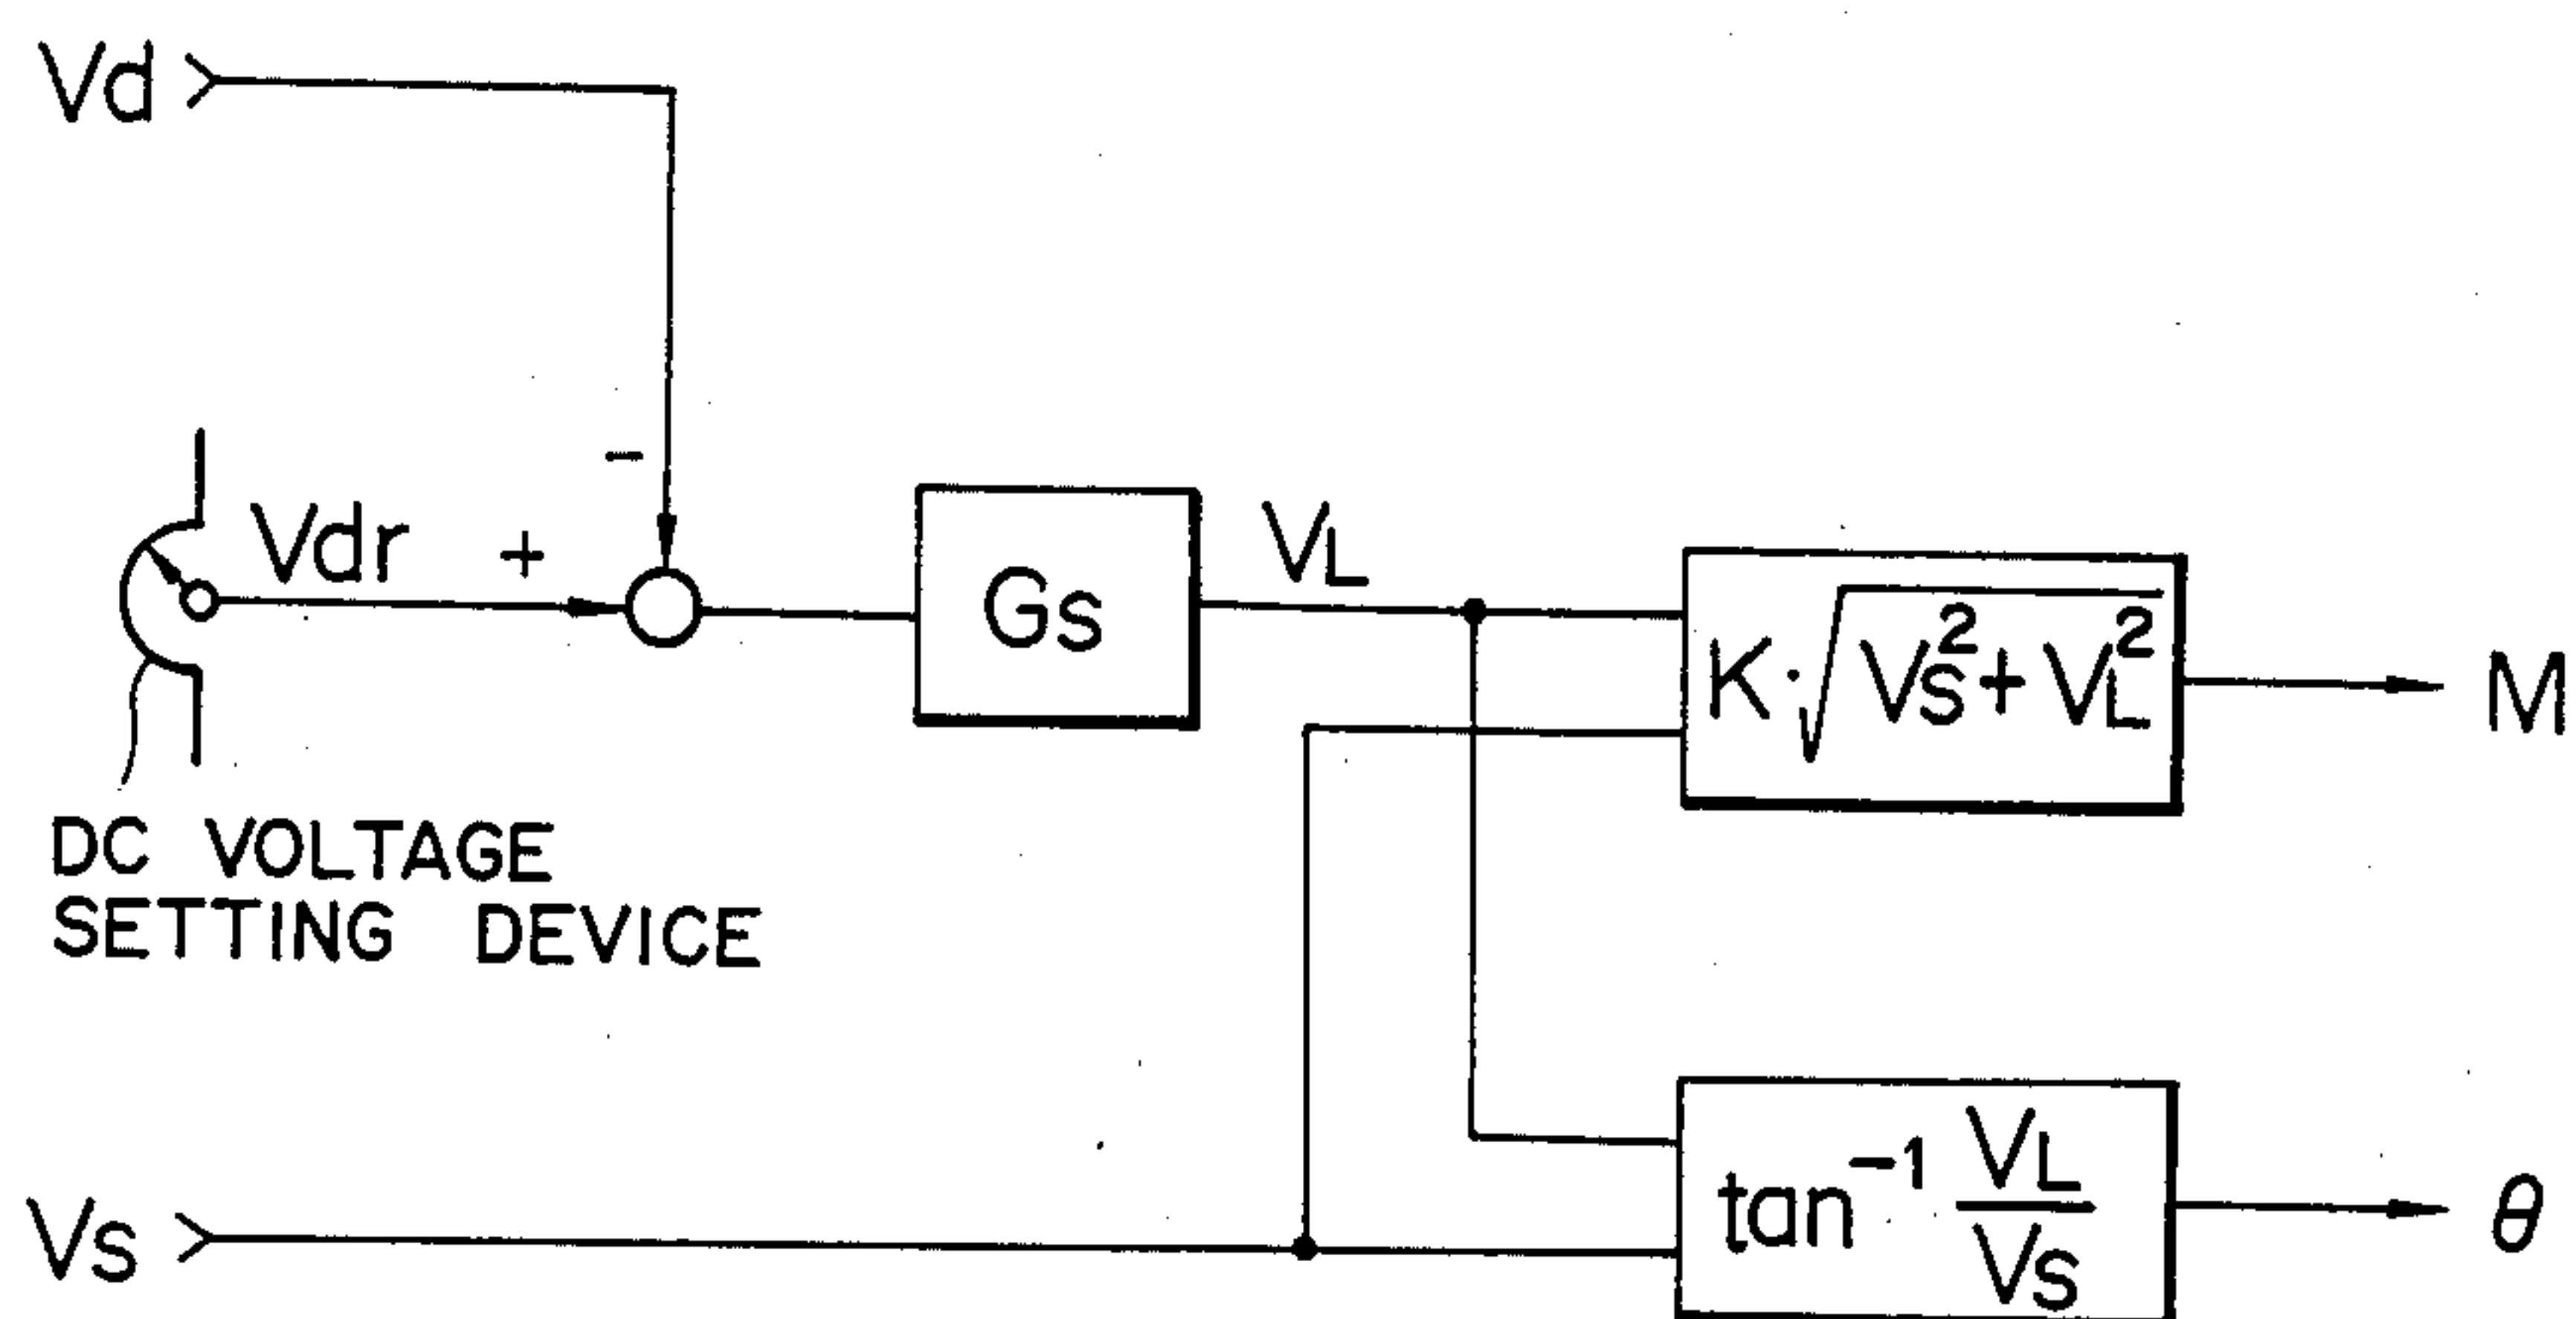 Vd
-
Vdr +
Gs
VL
K·√Vs²+VL²
M
DC VOLTAGE
SETTING DEVICE
tan⁻¹ VL/Vs
Vs
θ